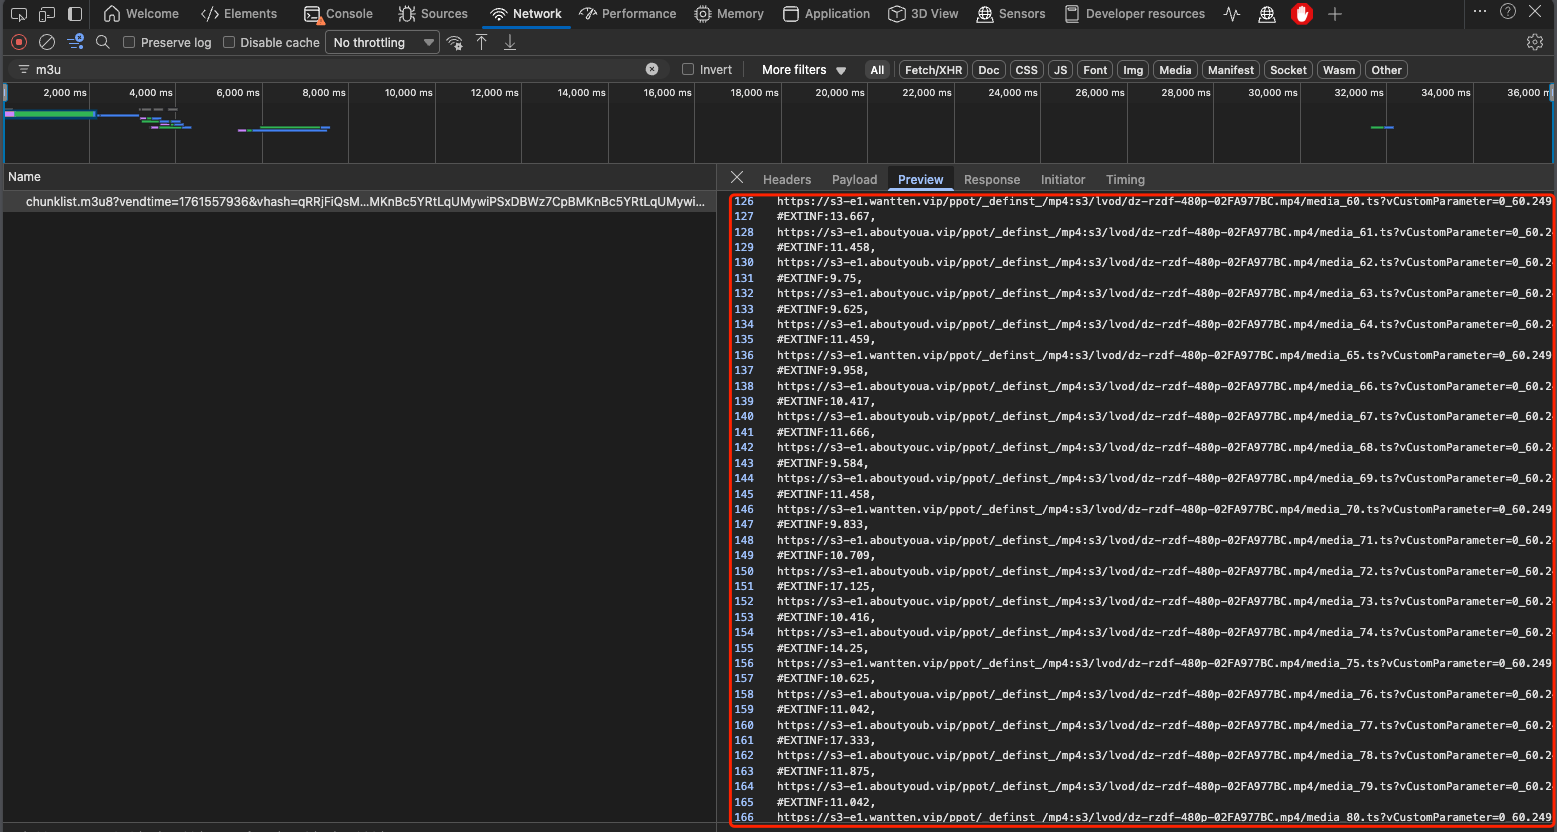 Welcome Elements Console Sources Network Performance Memory Application 3D View Sensors Developer resources
Preserve log Disable cache No throttling
m3u Invert More filters All Fetch/XHR Doc CSS JS Font Img Media Manifest Socket Wasm Other
2,000 ms 4,000 ms 6,000 ms 8,000 ms 10,000 ms 12,000 ms 14,000 ms 16,000 ms 18,000 ms 20,000 ms 22,000 ms 24,000 ms 26,000 ms 28,000 ms 30,000 ms 32,000 ms 34,000 ms 36,000 m
Name
chunklist.m3u8?vendtime=1761557936&vhash=qRRjFiQsM...MKnBc5YRtLqUMywiPSxDBWz7CpBMKnBc5YRtLqUMywi...
Headers Payload Preview Response Initiator Timing
126 https://s3-e1.wantten.vip/ppot/_definst_/mp4:s3/lvod/dz-rzdf-480p-02FA977BC.mp4/media_60.ts?vCustomParameter=0_60.249
127 #EXTINF:13.667,
128 https://s3-e1.aboutyoua.vip/ppot/_definst_/mp4:s3/lvod/dz-rzdf-480p-02FA977BC.mp4/media_61.ts?vCustomParameter=0_60.2
129 #EXTINF:11.458,
130 https://s3-e1.aboutyoub.vip/ppot/_definst_/mp4:s3/lvod/dz-rzdf-480p-02FA977BC.mp4/media_62.ts?vCustomParameter=0_60.2
131 #EXTINF:9.75,
132 https://s3-e1.aboutyouc.vip/ppot/_definst_/mp4:s3/lvod/dz-rzdf-480p-02FA977BC.mp4/media_63.ts?vCustomParameter=0_60.2
133 #EXTINF:9.625,
134 https://s3-e1.aboutyoud.vip/ppot/_definst_/mp4:s3/lvod/dz-rzdf-480p-02FA977BC.mp4/media_64.ts?vCustomParameter=0_60.2
135 #EXTINF:11.459,
136 https://s3-e1.wantten.vip/ppot/_definst_/mp4:s3/lvod/dz-rzdf-480p-02FA977BC.mp4/media_65.ts?vCustomParameter=0_60.249
137 #EXTINF:9.958,
138 https://s3-e1.aboutyoua.vip/ppot/_definst_/mp4:s3/lvod/dz-rzdf-480p-02FA977BC.mp4/media_66.ts?vCustomParameter=0_60.2
139 #EXTINF:10.417,
140 https://s3-e1.aboutyoub.vip/ppot/_definst_/mp4:s3/lvod/dz-rzdf-480p-02FA977BC.mp4/media_67.ts?vCustomParameter=0_60.2
141 #EXTINF:11.666,
142 https://s3-e1.aboutyouc.vip/ppot/_definst_/mp4:s3/lvod/dz-rzdf-480p-02FA977BC.mp4/media_68.ts?vCustomParameter=0_60.2
143 #EXTINF:9.584,
144 https://s3-e1.aboutyoud.vip/ppot/_definst_/mp4:s3/lvod/dz-rzdf-480p-02FA977BC.mp4/media_69.ts?vCustomParameter=0_60.2
145 #EXTINF:11.458,
146 https://s3-e1.wantten.vip/ppot/_definst_/mp4:s3/lvod/dz-rzdf-480p-02FA977BC.mp4/media_70.ts?vCustomParameter=0_60.249
147 #EXTINF:9.833,
148 https://s3-e1.aboutyoua.vip/ppot/_definst_/mp4:s3/lvod/dz-rzdf-480p-02FA977BC.mp4/media_71.ts?vCustomParameter=0_60.2
149 #EXTINF:10.709,
150 https://s3-e1.aboutyoub.vip/ppot/_definst_/mp4:s3/lvod/dz-rzdf-480p-02FA977BC.mp4/media_72.ts?vCustomParameter=0_60.2
151 #EXTINF:17.125,
152 https://s3-e1.aboutyouc.vip/ppot/_definst_/mp4:s3/lvod/dz-rzdf-480p-02FA977BC.mp4/media_73.ts?vCustomParameter=0_60.2
153 #EXTINF:10.416,
154 https://s3-e1.aboutyoud.vip/ppot/_definst_/mp4:s3/lvod/dz-rzdf-480p-02FA977BC.mp4/media_74.ts?vCustomParameter=0_60.2
155 #EXTINF:14.25,
156 https://s3-e1.wantten.vip/ppot/_definst_/mp4:s3/lvod/dz-rzdf-480p-02FA977BC.mp4/media_75.ts?vCustomParameter=0_60.249
157 #EXTINF:10.625,
158 https://s3-e1.aboutyoua.vip/ppot/_definst_/mp4:s3/lvod/dz-rzdf-480p-02FA977BC.mp4/media_76.ts?vCustomParameter=0_60.2
159 #EXTINF:11.042,
160 https://s3-e1.aboutyoub.vip/ppot/_definst_/mp4:s3/lvod/dz-rzdf-480p-02FA977BC.mp4/media_77.ts?vCustomParameter=0_60.2
161 #EXTINF:17.333,
162 https://s3-e1.aboutyouc.vip/ppot/_definst_/mp4:s3/lvod/dz-rzdf-480p-02FA977BC.mp4/media_78.ts?vCustomParameter=0_60.2
163 #EXTINF:11.875,
164 https://s3-e1.aboutyoud.vip/ppot/_definst_/mp4:s3/lvod/dz-rzdf-480p-02FA977BC.mp4/media_79.ts?vCustomParameter=0_60.2
165 #EXTINF:11.042,
166 https://s3-e1.wantten.vip/ppot/_definst_/mp4:s3/lvod/dz-rzdf-480p-02FA977BC.mp4/media_80.ts?vCustomParameter=0_60.249